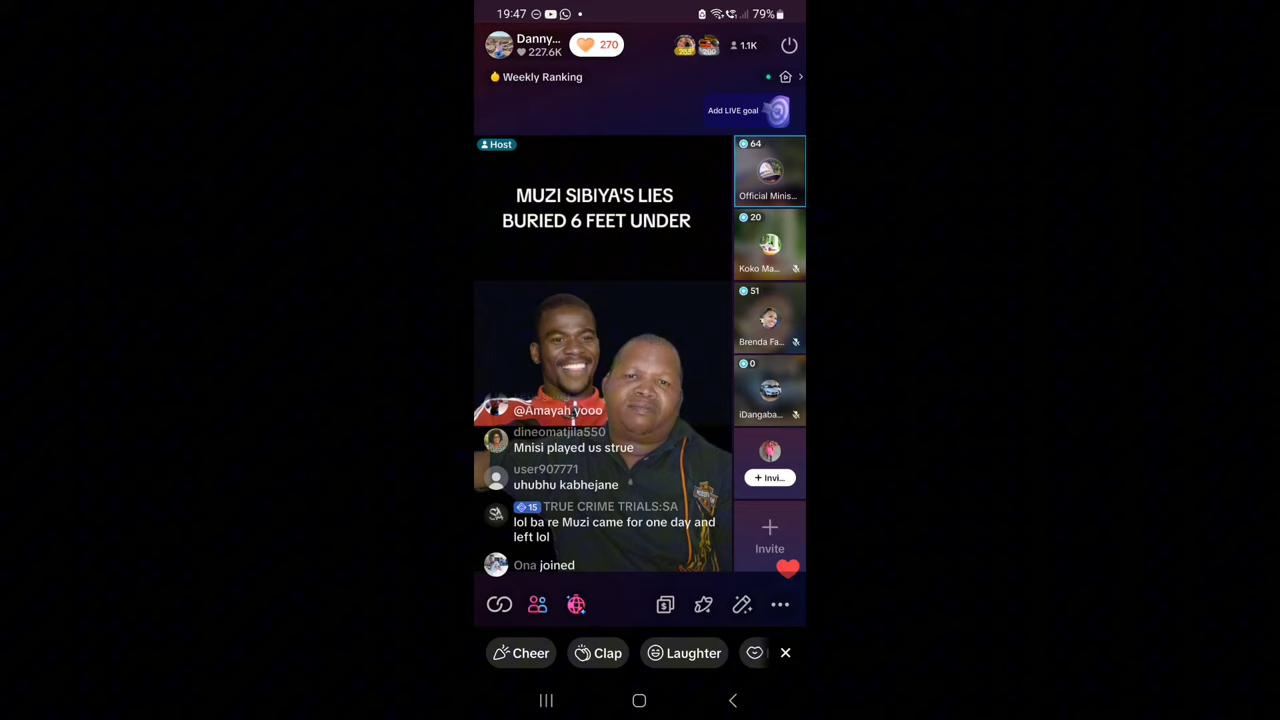 19:47
79%
Danny...
227.6K
270
1.1K
Weekly Ranking
Add LIVE goal
Host
MUZI SIBIYA'S LIES
BURIED 6 FEET UNDER
64
Official Minis...
20
Koko Ma...
51
Brenda Fa...
0
iDangaba...
+ Invi...
Invite
@Amayah yooo
dineomatjila550
Mnisi played us strue
user907771
uhubhu kabhejane
15 TRUE CRIME TRIALS:SA
lol ba re Muzi came for one day and
left lol
Ona joined
Cheer
Clap
Laughter